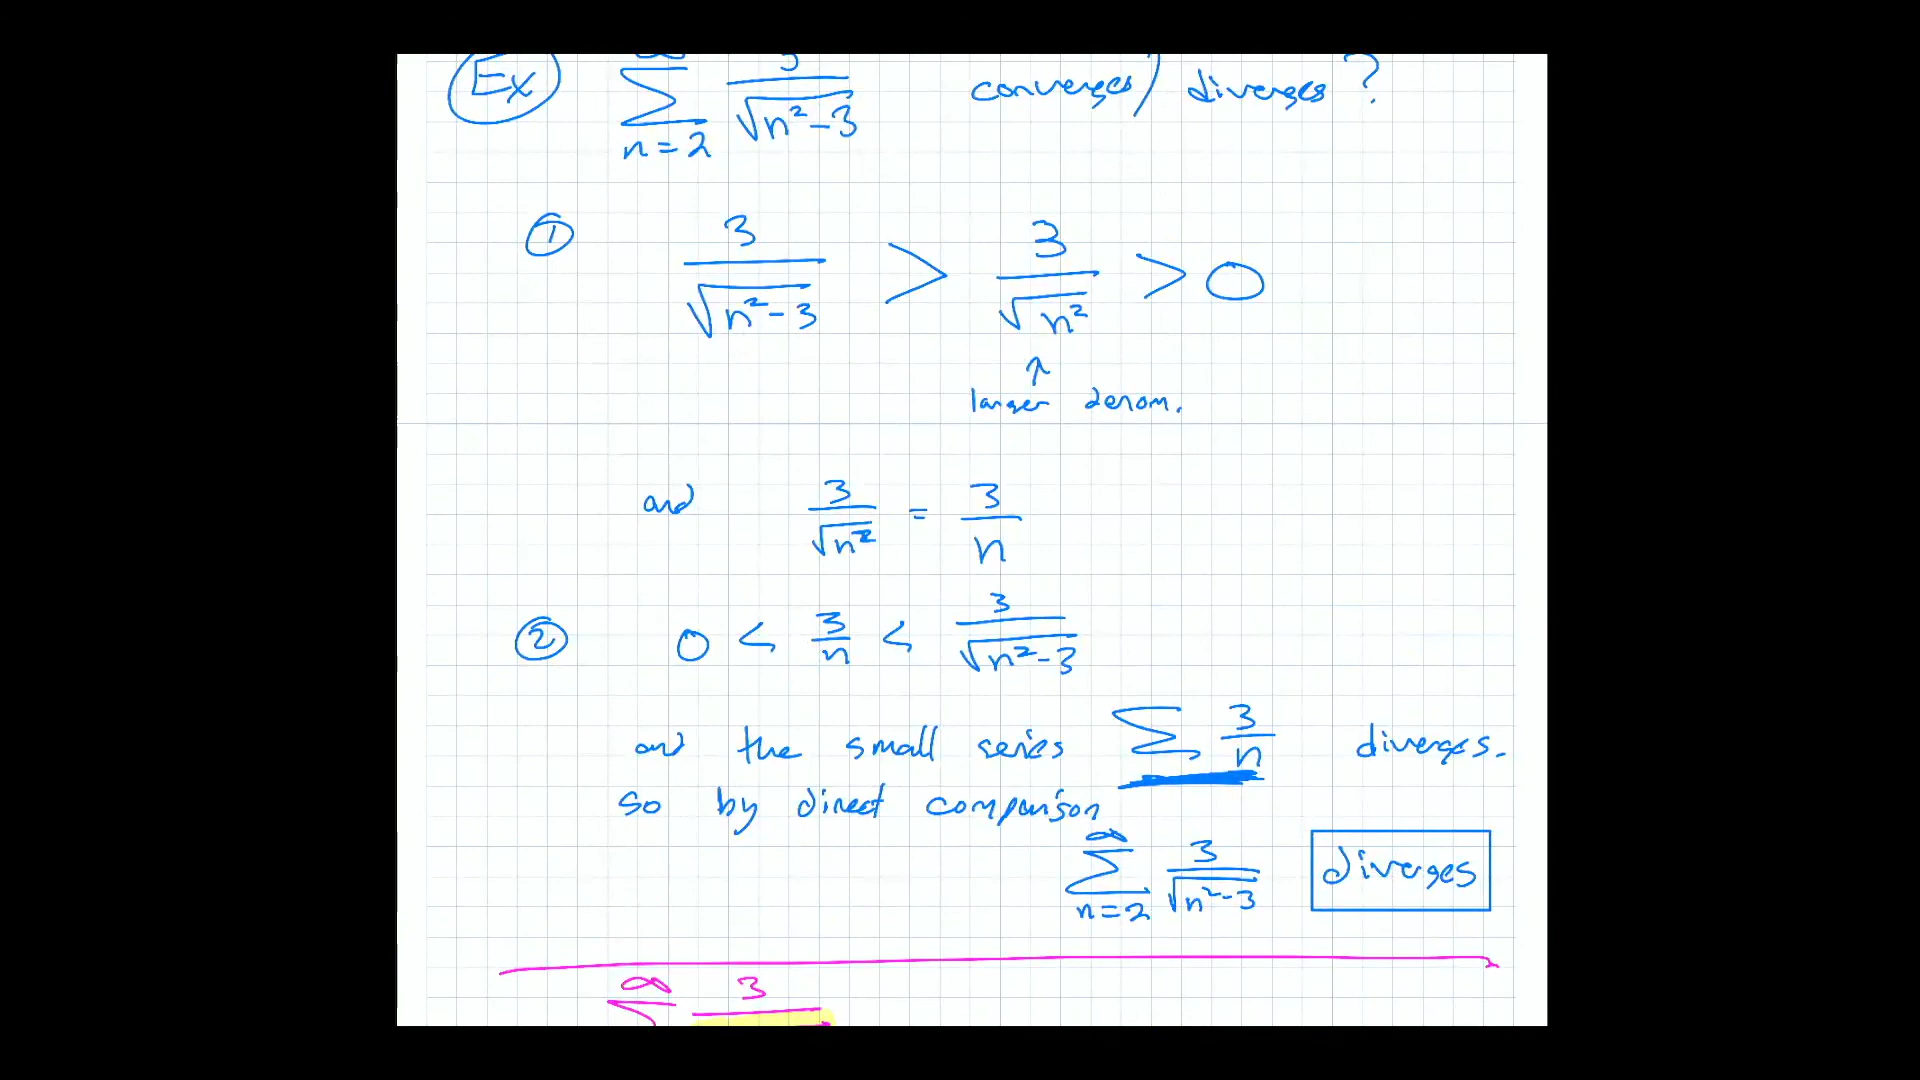 Ex ∑_{n=2}^{∞} 3/√(n²-3) converges/diverges?
① 3/√(n²-3) > 3/√(n²) > 0
↑
larger denom.
and 3/√(n²) = 3/n
② 0 < 3/n < 3/√(n²-3)
and the small series ∑ 3/n diverges.
so by direct comparison
∑_{n=2}^{∞} 3/√(n²-3) diverges
∞ 3